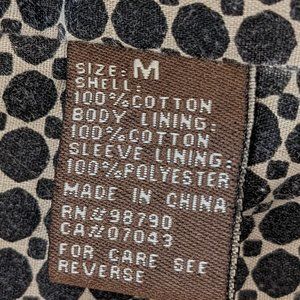 SIZE: M
SHELL:
100%COTTON
BODY LINING:
100%COTTON
SLEEVE LINING:
100%POLYESTER
MADE IN CHINA
RN#98790
CA#07043
FOR CARE SEE
REVERSE